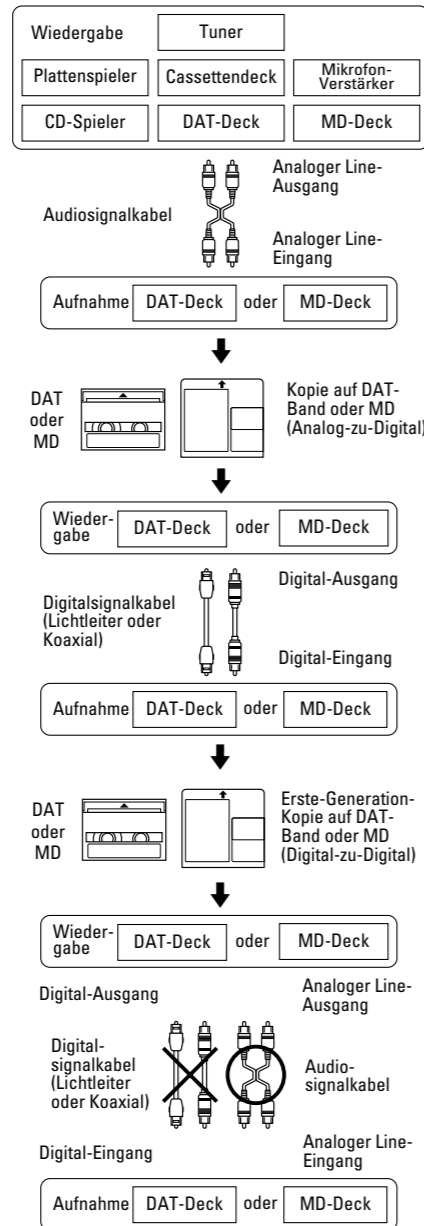 Wiedergabe Tuner
Plattenspieler Cassettendeck Mikrofon-
Verstärker
CD-Spieler DAT-Deck MD-Deck
Analoger Line-
Ausgang
Audiosignalkabel
Analoger Line-
Eingang
Aufnahme DAT-Deck oder MD-Deck
DAT
oder
MD
Kopie auf DAT-
Band oder MD
(Analog-zu-Digital)
Wieder-
gabe DAT-Deck oder MD-Deck
Digital-Ausgang
Digitalsignalkabel
(Lichtleiter oder
Koaxial)
Digital-Eingang
Aufnahme DAT-Deck oder MD-Deck
DAT
oder
MD
Erste-Generation-
Kopie auf DAT-
Band oder MD
(Digital-zu-Digital)
Wieder-
gabe DAT-Deck oder MD-Deck
Digital-Ausgang
Analoger Line-
Ausgang
Digital-
signalkabel
(Lichtleiter
oder Koaxial)
Audio-
signalkabel
Digital-Eingang
Analoger Line-
Eingang
Aufnahme DAT-Deck oder MD-Deck